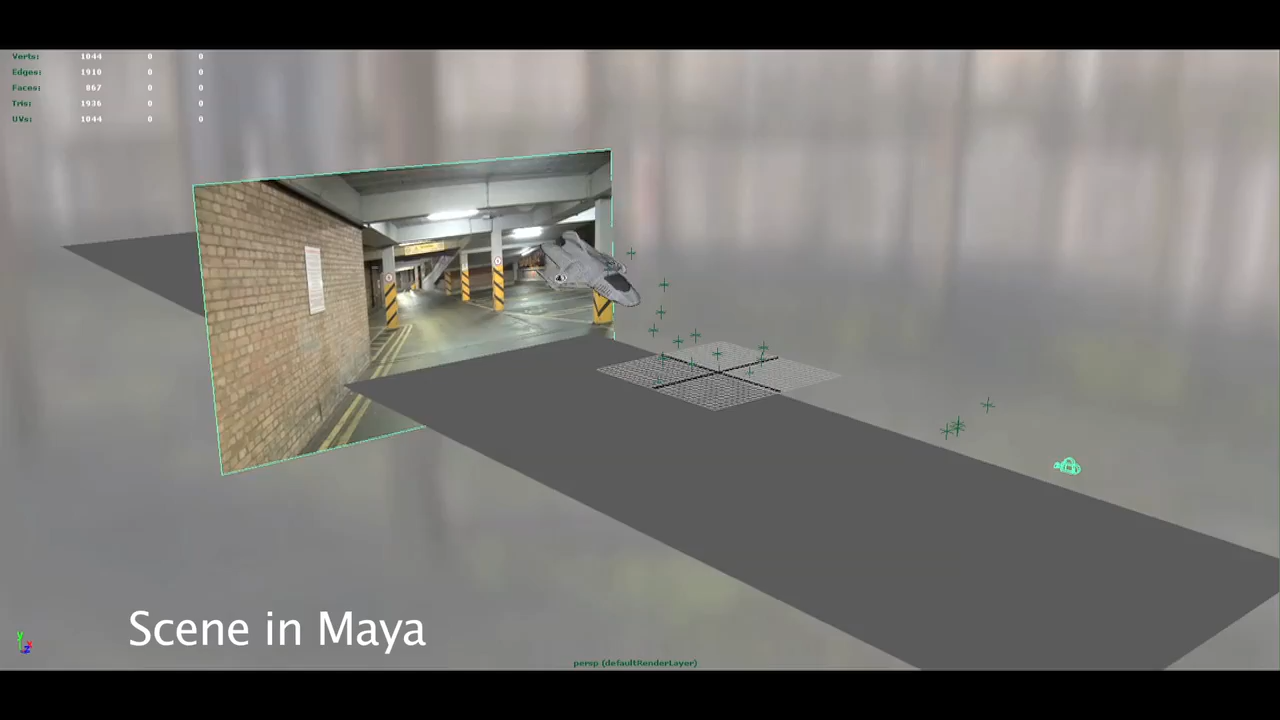 Verts: 1044 0 0
Edges: 1910 0 0
Faces: 867 0 0
Tris: 1936 0 0
UVs: 1044 0 0
Scene in Maya
y
x
z
persp (defaultRenderLayer)